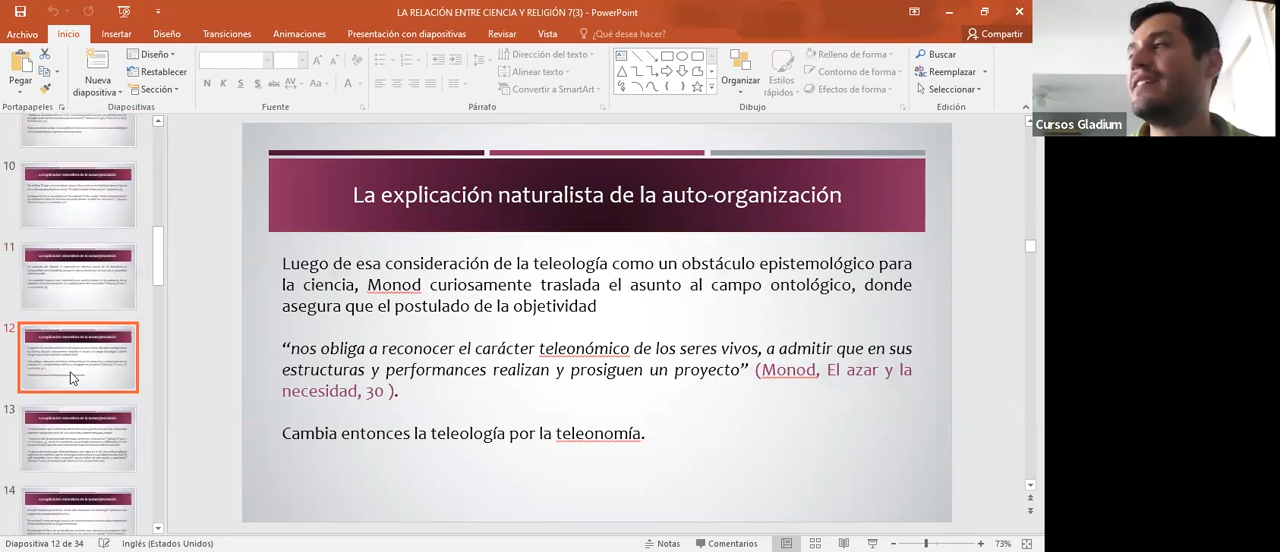 LA RELACIÓN ENTRE CIENCIA Y RELIGIÓN 7(3) - PowerPoint
Archivo Inicio Insertar Diseño Transiciones Animaciones Presentación con diapositivas Revisar Vista ¿Qué desea hacer? Compartir
Pegar
Nueva diapositiva
Diseño
Restablecer
Sección
N K S S abc AV Aa A
Dirección del texto
Alinear texto
Convertir a SmartArt
Organizar
Estilos rápidos
Relleno de forma
Contorno de forma
Efectos de forma
Buscar
Reemplazar
Seleccionar
Portapapeles Diapositivas Fuente Párrafo Dibujo Edición
Cursos Gladium
10
11
12
13
14
La explicación naturalista de la auto-organización
Luego de considerar a la teleología como un obstáculo epistemológico para
la ciencia, Monod curiosamente traslada el asunto al campo ontológico, donde
asegura que el postulado de la objetividad
“nos obliga a reconocer el carácter teleonómico de los seres vivos, a admitir que en sus
estructuras y performances realizan y prosiguen un proyecto” (Monod, El azar y la
necesidad, 30 ).
Cambia entonces la teleología por la teleonomía.
Diapositiva 12 de 34 Inglés (Estados Unidos) Notas Comentarios 73%